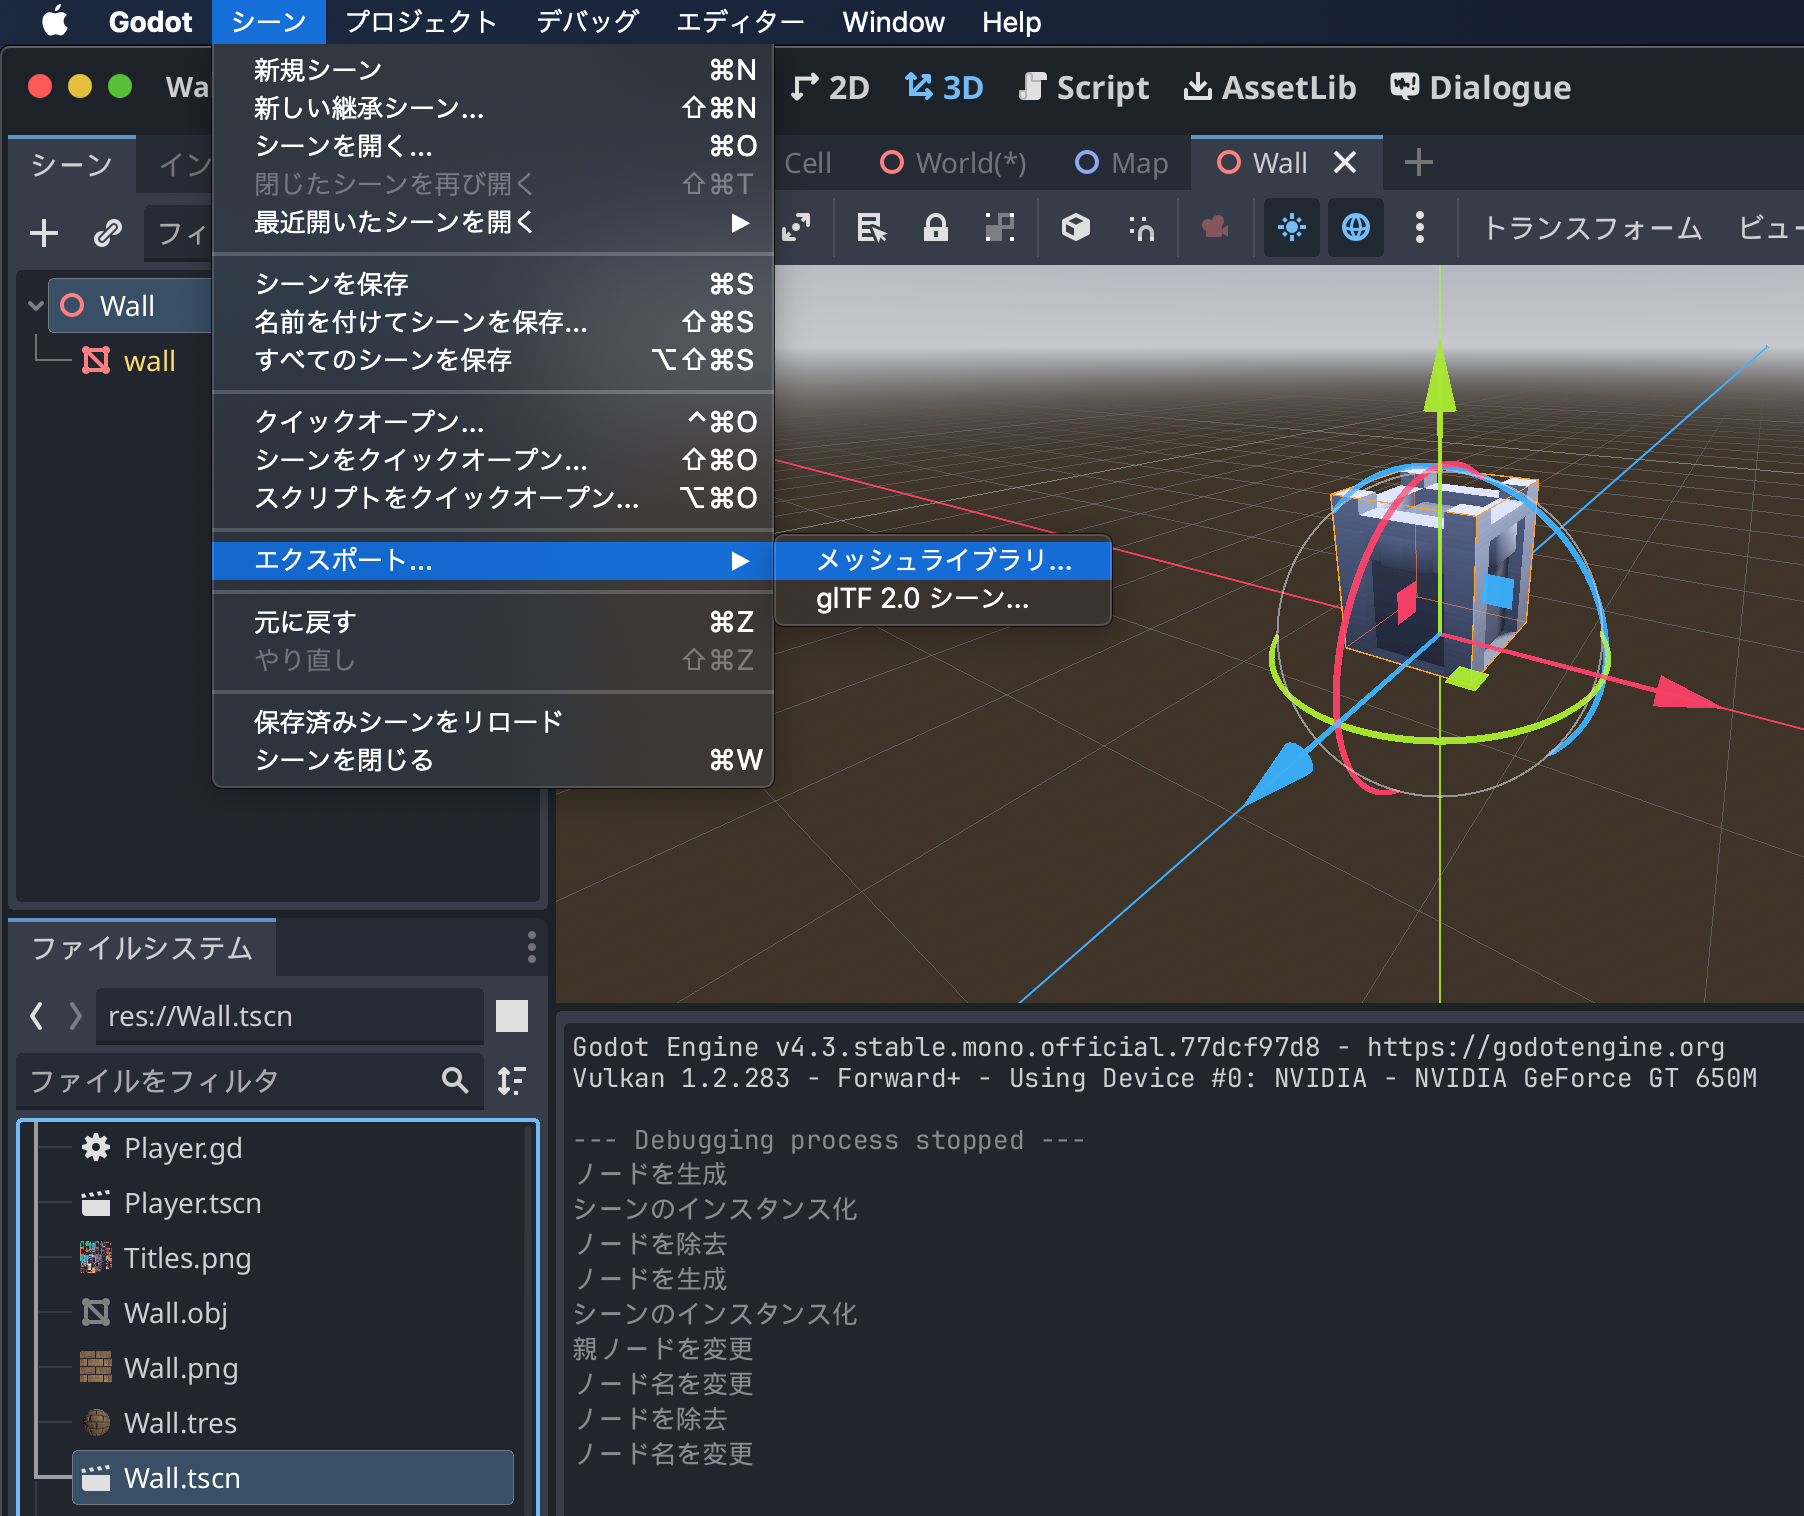 Godot シーン プロジェクト デバッグ エディター Window Help
2D 3D Script AssetLib Dialogue
新規シーン ⌘N
新しい継承シーン... ⇧⌘N
シーンを開く... ⌘O
閉じたシーンを再び開く ⇧⌘T
最近開いたシーンを開く
シーンを保存 ⌘S
名前を付けてシーンを保存... ⇧⌘S
すべてのシーンを保存 ⌥⇧⌘S
クイックオープン... ^⌘O
シーンをクイックオープン... ⇧⌘O
スクリプトをクイックオープン... ⌥⌘O
エクスポート...
元に戻す ⌘Z
やり直し ⇧⌘Z
保存済みシーンをリロード
シーンを閉じる ⌘W
メッシュライブラリ...
glTF 2.0 シーン...
Wa
シーン イン
フィ
Wall
wall
Cell World(*) Map Wall
トランスフォーム ビュー
ファイルシステム
res://Wall.tscn
ファイルをフィルタ
Player.gd
Player.tscn
Titles.png
Wall.obj
Wall.png
Wall.tres
Wall.tscn
Godot Engine v4.3.stable.mono.official.77dcf97d8 - https://godotengine.org
Vulkan 1.2.283 - Forward+ - Using Device #0: NVIDIA - NVIDIA GeForce GT 650M
--- Debugging process stopped ---
ノードを生成
シーンのインスタンス化
ノードを除去
ノードを生成
シーンのインスタンス化
親ノードを変更
ノード名を変更
ノードを除去
ノード名を変更